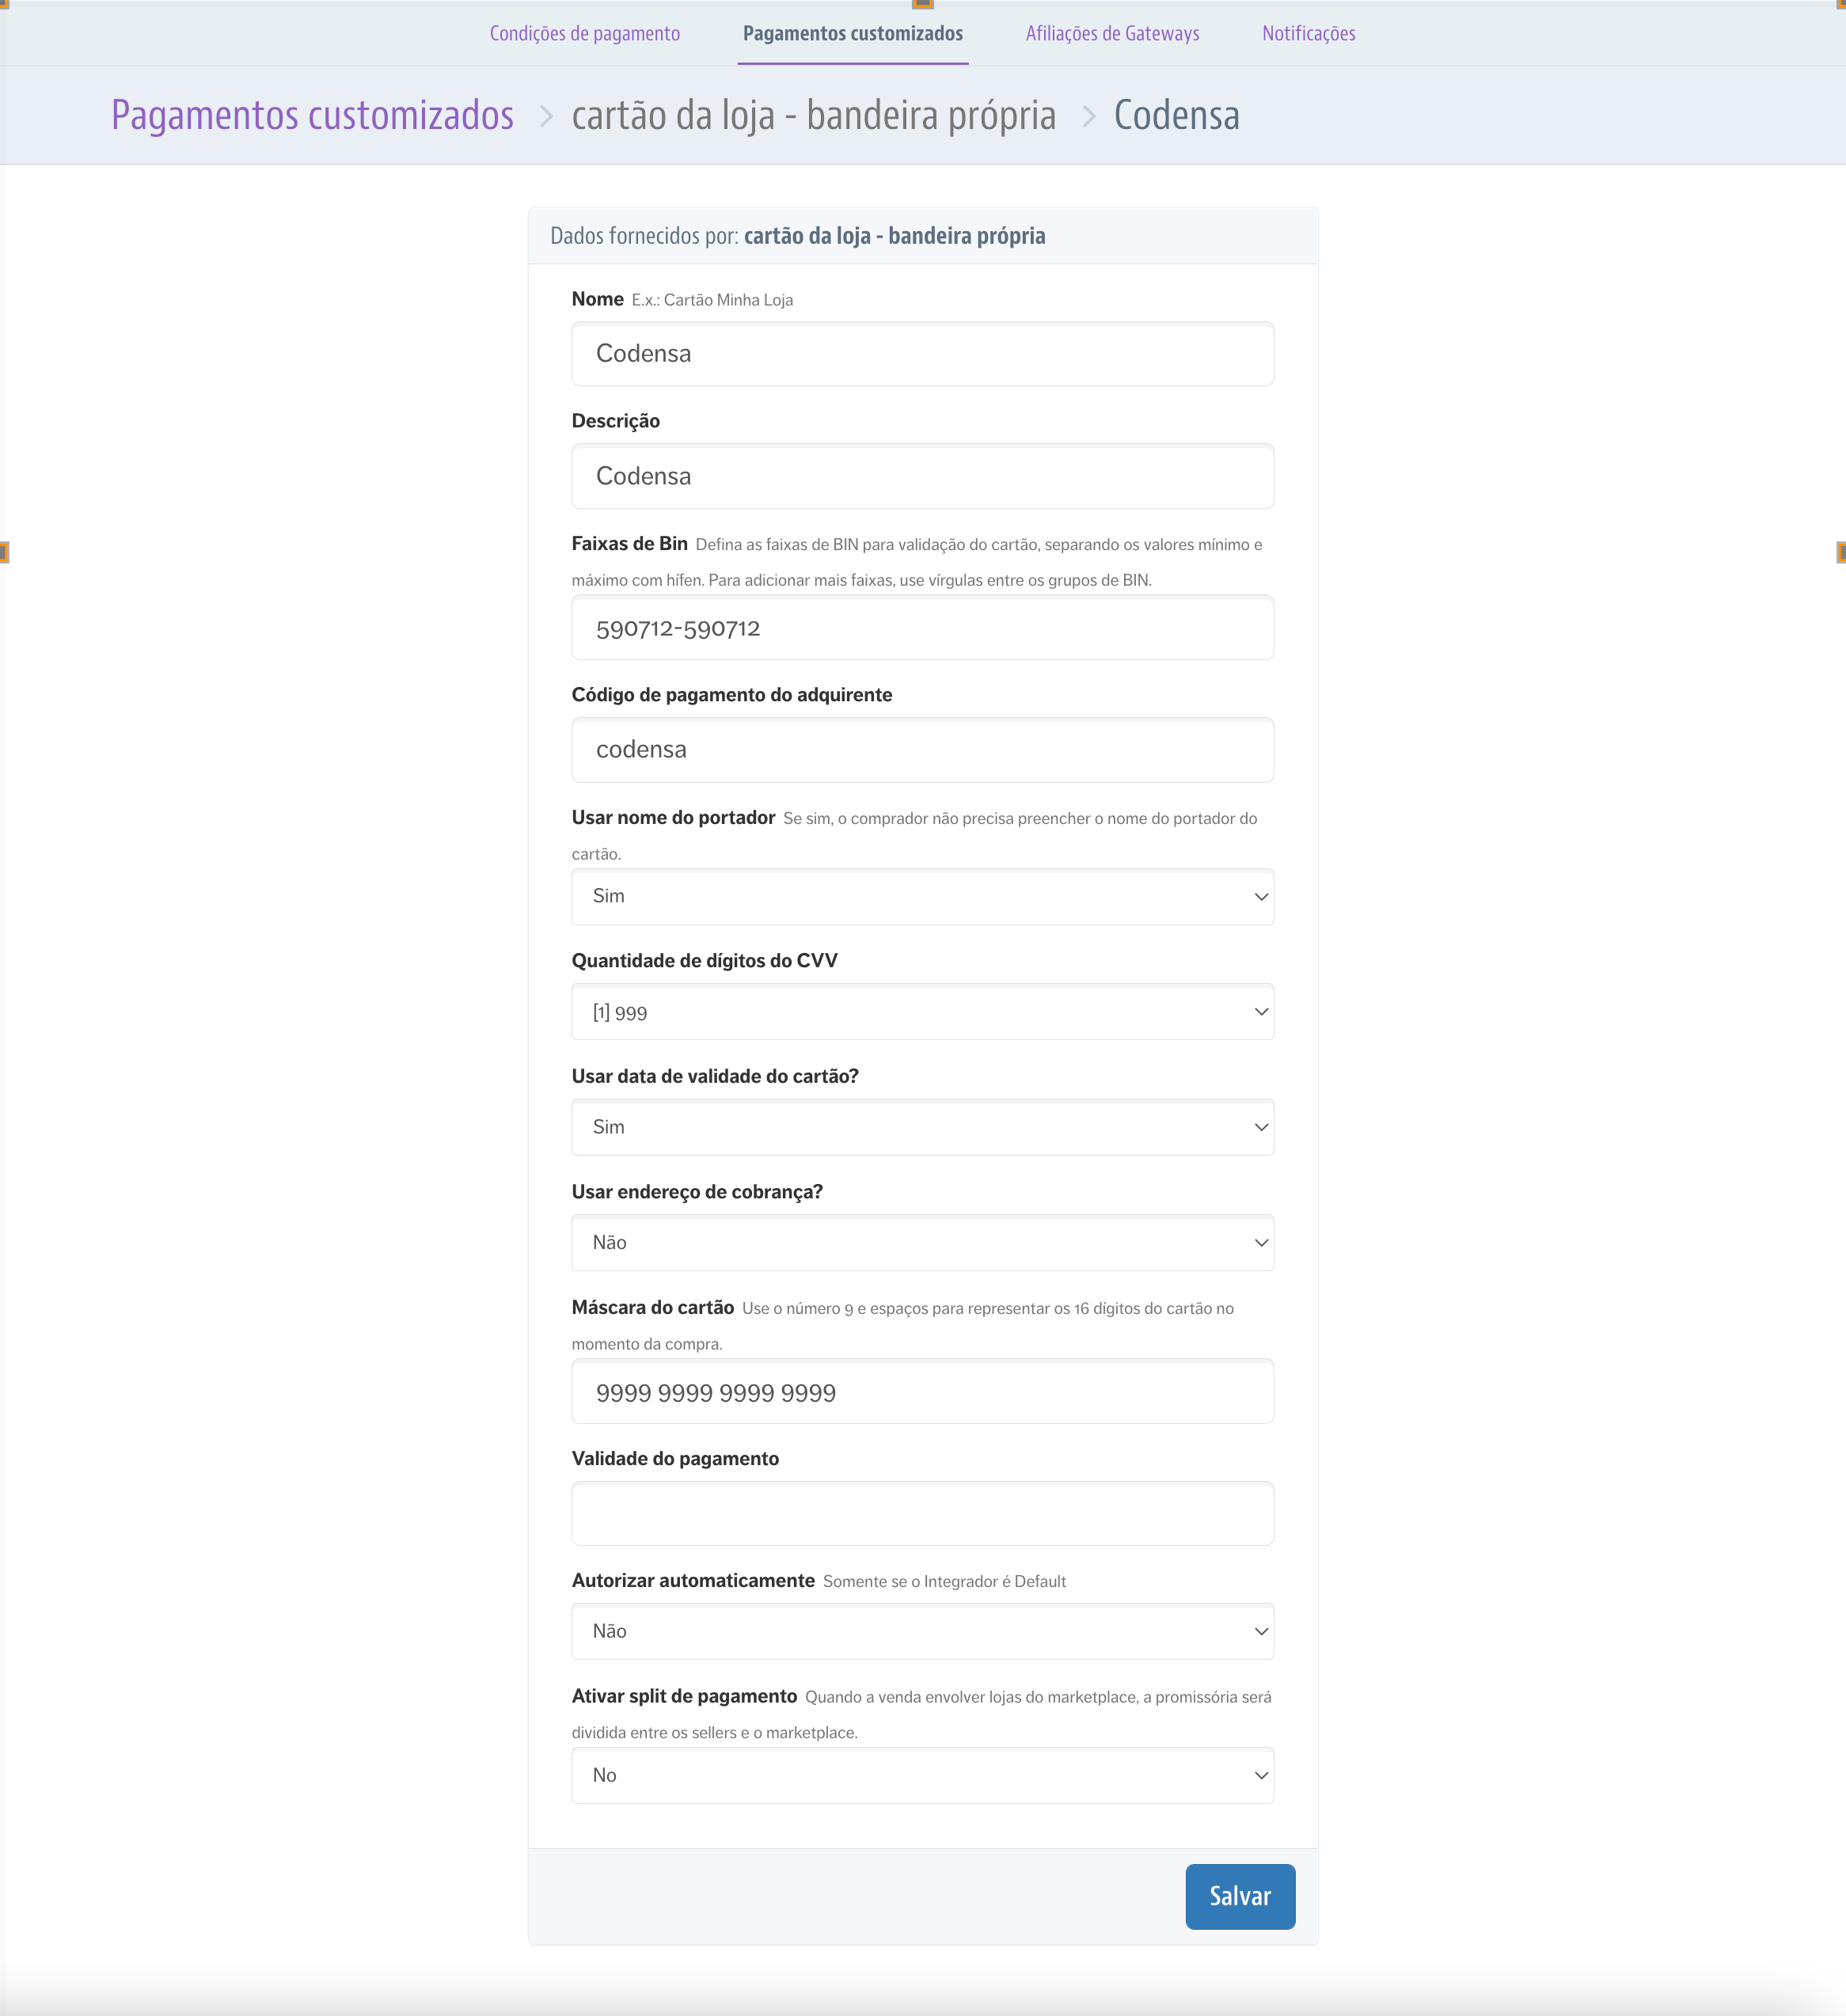 Condições de pagamento Pagamentos customizados Afiliações de Gateways Notificações
Pagamentos customizados > cartão da loja - bandeira própria > Codensa
Dados fornecidos por: cartão da loja - bandeira própria
Nome E.x.: Cartão Minha Loja
Codensa
Descrição
Codensa
Faixas de Bin Defina as faixas de BIN para validação do cartão, separando os valores mínimo e
máximo com hífen. Para adicionar mais faixas, use vírgulas entre os grupos de BIN.
590712-590712
Código de pagamento do adquirente
codensa
Usar nome do portador Se sim, o comprador não precisa preencher o nome do portador do
cartão.
Sim
Quantidade de dígitos do CVV
[1] 999
Usar data de validade do cartão?
Sim
Usar endereço de cobrança?
Não
Máscara do cartão Use o número 9 e espaços para representar os 16 dígitos do cartão no
momento da compra.
9999 9999 9999 9999
Validade do pagamento
Autorizar automaticamente Somente se o Integrador é Default
Não
Ativar split de pagamento Quando a venda envolver lojas do marketplace, a promissória será
dividida entre os sellers e o marketplace.
No
Salvar